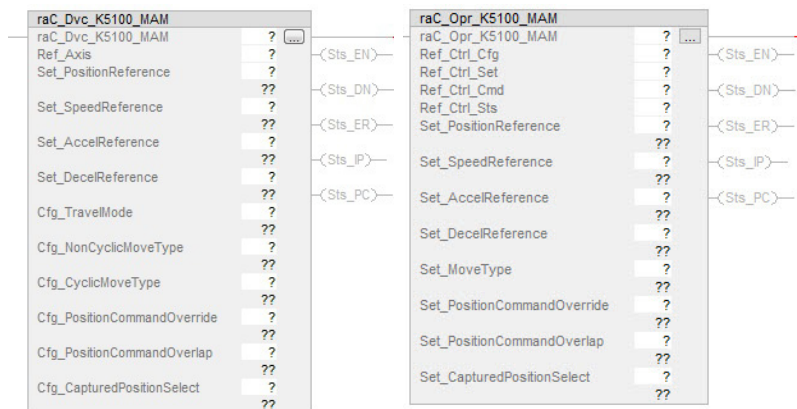 raC_Dvc_K5100_MAM
raC_Dvc_K5100_MAM ? ...
Ref_Axis ? (Sts_EN)
Set_PositionReference ?
?? (Sts_DN)
Set_SpeedReference ?
?? (Sts_ER)
Set_AccelReference ?
?? (Sts_IP)
Set_DecelReference ?
?? (Sts_PC)
Cfg_TravelMode ?
??
Cfg_NonCyclicMoveType ?
??
Cfg_CyclicMoveType ?
??
Cfg_PositionCommandOverride ?
??
Cfg_PositionCommandOverlap ?
??
Cfg_CapturedPositionSelect ?
??
raC_Opr_K5100_MAM
raC_Opr_K5100_MAM ? ...
Ref_Ctrl_Cfg ? (Sts_EN)
Ref_Ctrl_Set ?
Ref_Ctrl_Cmd ? (Sts_DN)
Ref_Ctrl_Sts ?
Set_PositionReference ? (Sts_ER)
??
Set_SpeedReference ? (Sts_IP)
??
Set_AccelReference ? (Sts_PC)
??
Set_DecelReference ?
??
Set_MoveType ?
??
Set_PositionCommandOverride ?
??
Set_PositionCommandOverlap ?
??
Set_CapturedPositionSelect ?
??